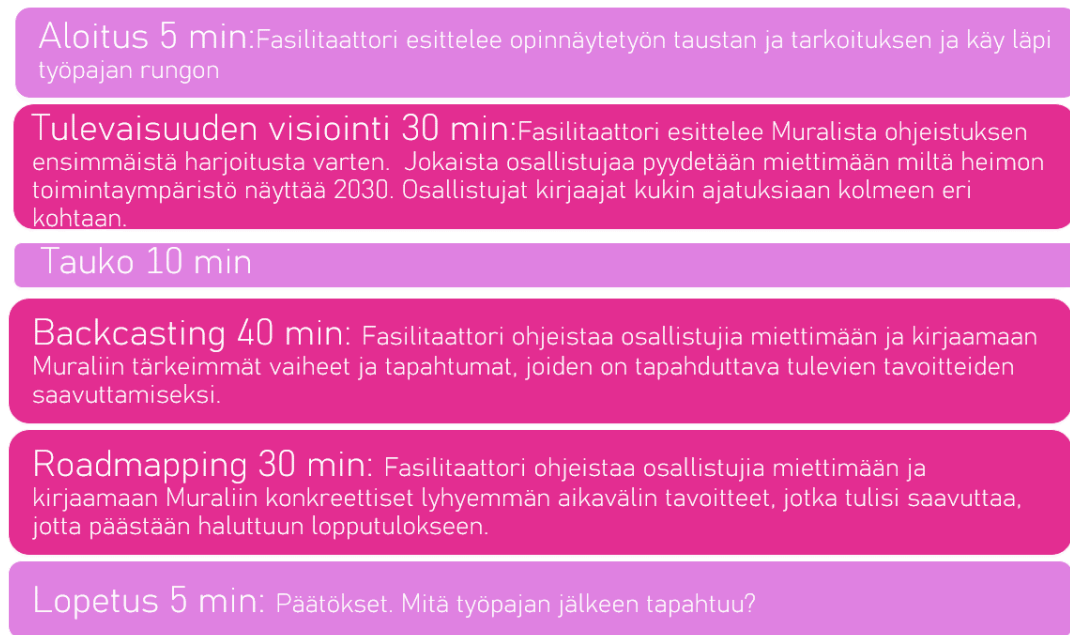 Aloitus 5 min:Fasilitaattori esittelee opinnäytetyön taustan ja tarkoituksen ja käy läpi
työpajan rungon
Tulevaisuuden visiointi 30 min:Fasilitaattori esittelee Muralista ohjeistuksen
ensimmäistä harjoitusta varten. Jokaista osallistujaa pyydetään miettimään miltä heimon
toimintaympäristö näyttää 2030. Osallistujat kirjaajat kukin ajatuksiaan kolmeen eri
kohtaan.
Tauko 10 min
Backcasting 40 min: Fasilitaattori ohjeistaa osallistujia miettimään ja kirjaamaan
Muraliin tärkeimmät vaiheet ja tapahtumat, joiden on tapahduttava tulevien tavoitteiden
saavuttamiseksi.
Roadmapping 30 min: Fasilitaattori ohjeistaa osallistujia miettimään ja
kirjaamaan Muraliin konkreettiset lyhyemmän aikavälin tavoitteet, jotka tulisi saavuttaa,
jotta päästään haluttuun lopputulokseen.
Lopetus 5 min: Päätökset. Mitä työpajan jälkeen tapahtuu?